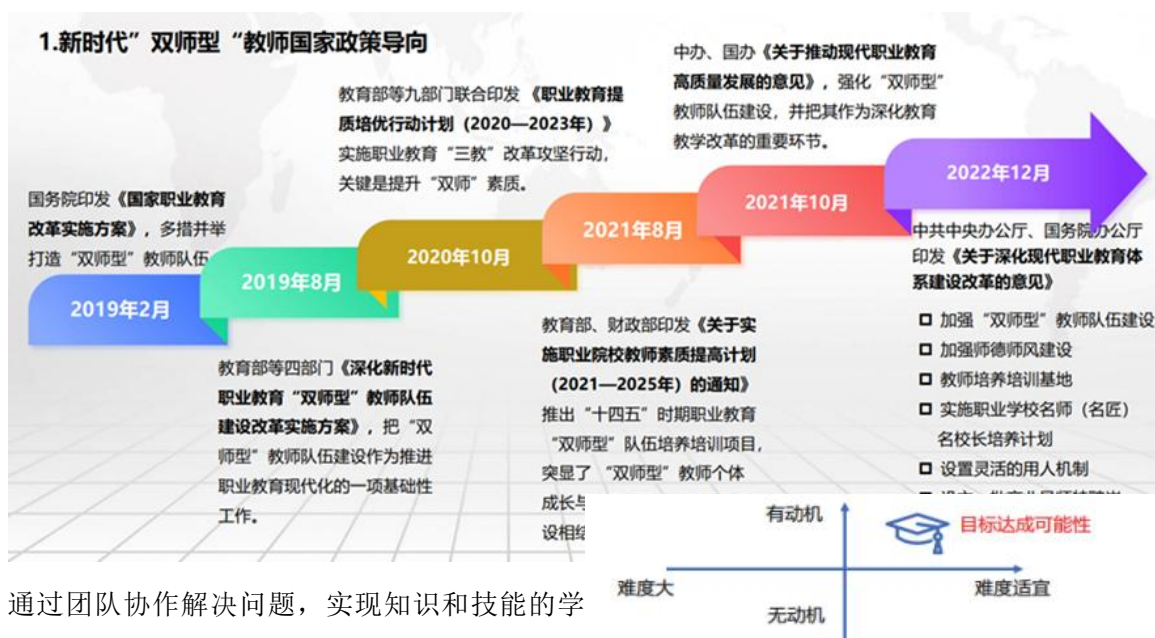 1.新时代”双师型“教师国家政策导向
国务院印发《国家职业教育
改革实施方案》，多措并举
打造“双师型”教师队伍
2019年2月
2019年8月
教育部等四部门《深化新时代
职业教育“双师型”教师队伍
建设改革实施方案》，把“双
师型”教师队伍建设作为推进
职业教育现代化的一项基础性
工作。
教育部等九部门联合印发《职业教育提
质培优行动计划（2020—2023年）》
实施职业教育“三教”改革攻坚行动，
关键是提升“双师”素质。
2020年10月
2021年8月
教育部、财政部印发《关于实
施职业院校教师素质提高计划
（2021—2025年）的通知》
推出“十四五”时期职业教育
“双师型”队伍培养培训项目，
突显了“双师型”教师个体
成长与
设相结
中办、国办《关于推动现代职业教育
高质量发展的意见》，强化“双师型”
教师队伍建设，并把其作为深化教育
教学改革的重要环节。
2021年10月
2022年12月
中共中央办公厅、国务院办公厅
印发《关于深化现代职业教育体
系建设改革的意见》
加强“双师型”教师队伍建设
加强师德师风建设
教师培养培训基地
实施职业学校名师（名匠）
名校长培养计划
设置灵活的用人机制
有动机
目标达成可能性
难度大
难度适宜
无动机
通过团队协作解决问题，实现知识和技能的学